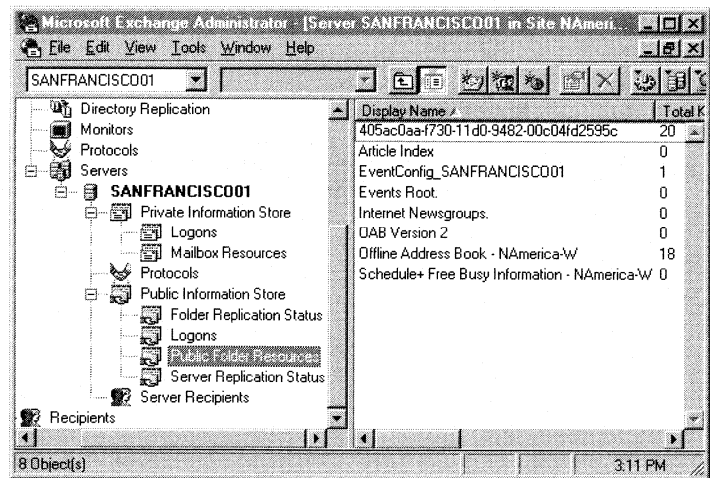 Microsoft Exchange Administrator - [Server SANFRANCISCO01 in Site NAmeri...
File Edit View Tools Window Help
SANFRANCISCO01
Directory Replication
Monitors
Protocols
Servers
SANFRANCISCO01
Private Information Store
Logons
Mailbox Resources
Protocols
Public Information Store
Folder Replication Status
Logons
Public Folder Resources
Server Replication Status
Server Recipients
Recipients
Display Name Total K
405ac0aa-f730-11d0-9482-00c04fd2595c 20
Article Index 0
EventConfig_SANFRANCISCO01 1
Events Root. 0
Internet Newsgroups. 0
OAB Version 2 0
Offline Address Book - NAmerica-W 18
Schedule+ Free Busy Information - NAmerica-W 0
8 Object(s) 3:11 PM